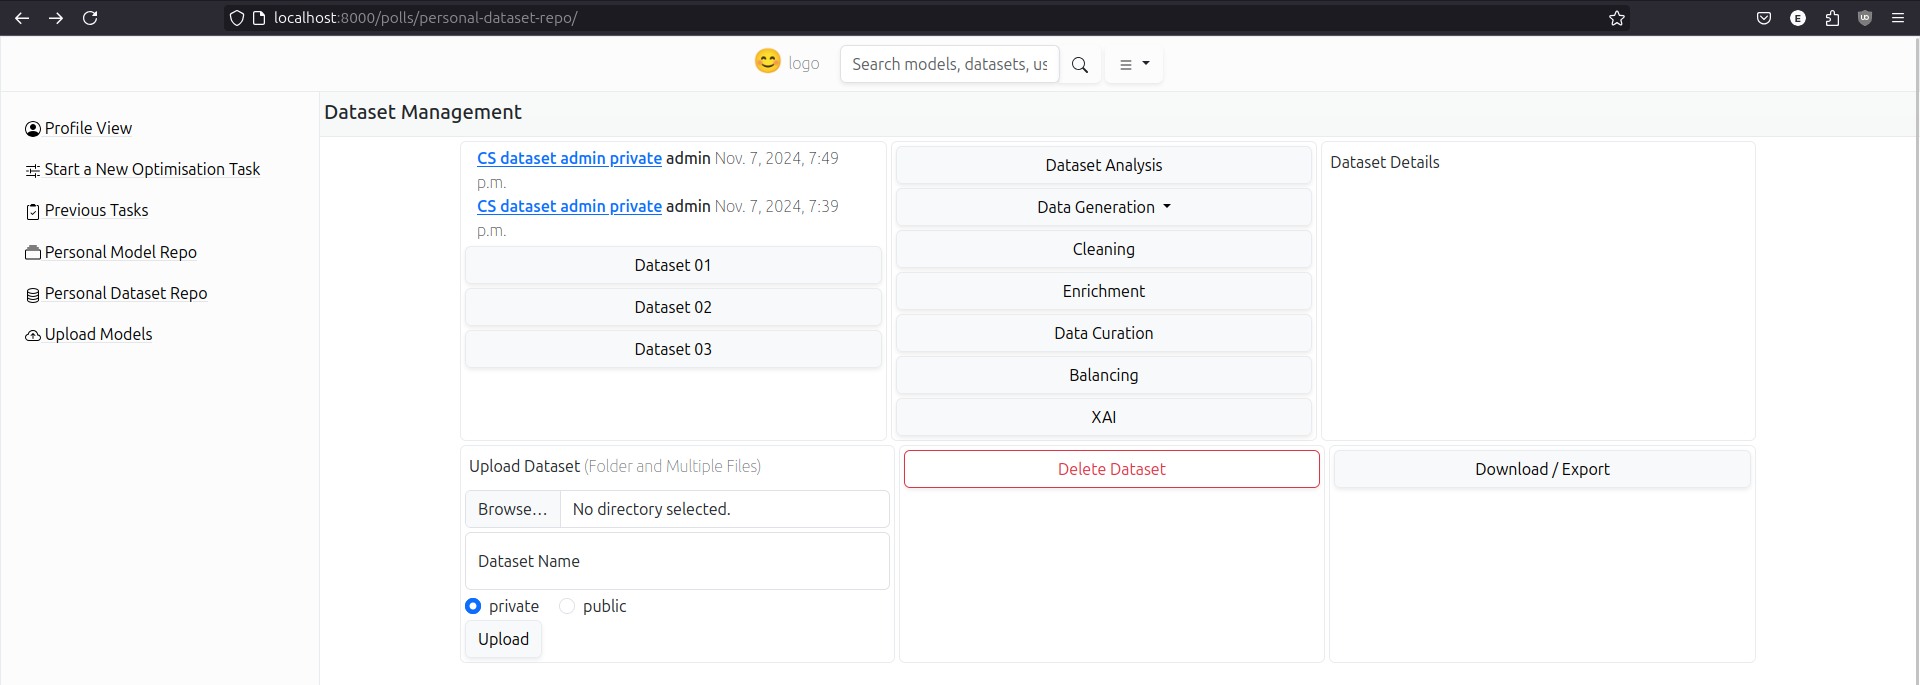 localhost:8000/polls/personal-dataset-repo/
E
logo
Search models, datasets, us
Profile View
Start a New Optimisation Task
Previous Tasks
Personal Model Repo
Personal Dataset Repo
Upload Models
Dataset Management
CS dataset admin private admin Nov. 7, 2024, 7:49
p.m.
CS dataset admin private admin Nov. 7, 2024, 7:39
p.m.
Dataset 01
Dataset 02
Dataset 03
Dataset Analysis
Data Generation
Cleaning
Enrichment
Data Curation
Balancing
XAI
Dataset Details
Upload Dataset (Folder and Multiple Files)
Browse... No directory selected.
Dataset Name
private public
Upload
Delete Dataset
Download / Export